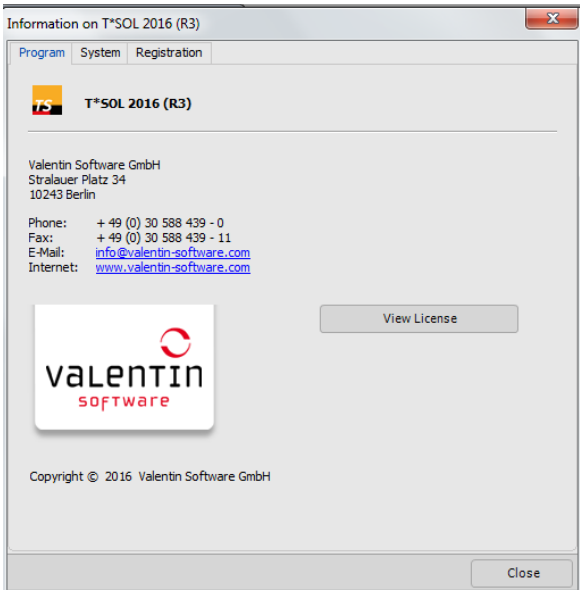 Information on T*SOL 2016 (R3)
Program System Registration
TS
T*SOL 2016 (R3)
Valentin Software GmbH
Stralauer Platz 34
10243 Berlin
Phone: + 49 (0) 30 588 439 - 0
Fax: + 49 (0) 30 588 439 - 11
E-Mail: info@valentin-software.com
Internet: www.valentin-software.com
View License
valentin
software
Copyright © 2016 Valentin Software GmbH
Close